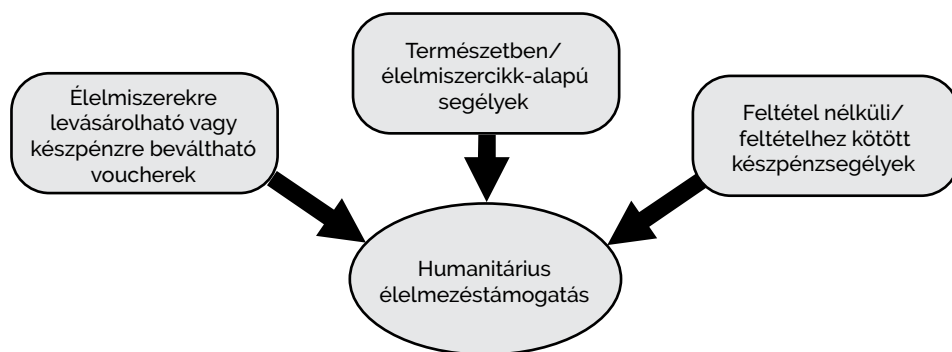 Élelmiszerekre
levásárolható vagy
készpénzre beváltható
voucherek
Természetben/
élelmiszercikk-alapú
segélyek
Feltétel nélküli/
feltételhez kötött
készpénzsegélyek
Humanitárius
élelmezéstámogatás